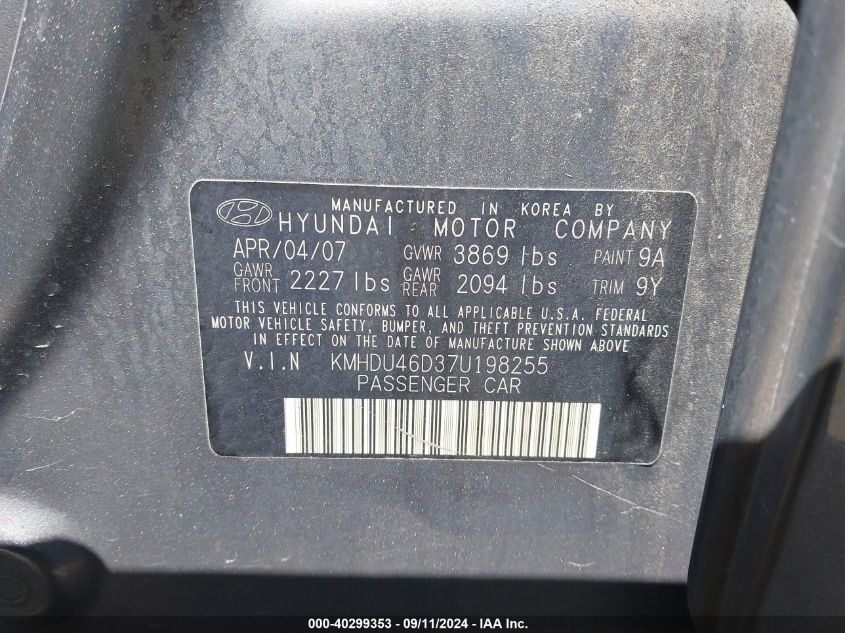 MANUFACTURED IN KOREA BY
HYUNDAI MOTOR COMPANY
APR/04/07 GVWR 3869 lbs PAINT 9A
GAWR FRONT 2227 lbs GAWR REAR 2094 lbs TRIM 9Y
THIS VEHICLE CONFORMS TO ALL APPLICABLE U.S.A. FEDERAL
MOTOR VEHICLE SAFETY, BUMPER, AND THEFT PREVENTION STANDARDS
IN EFFECT ON THE DATE OF MANUFACTURE SHOWN ABOVE
V.I.N KMHDU46D37U198255
PASSENGER CAR
000-40299353 - 09/11/2024 - IAA Inc.